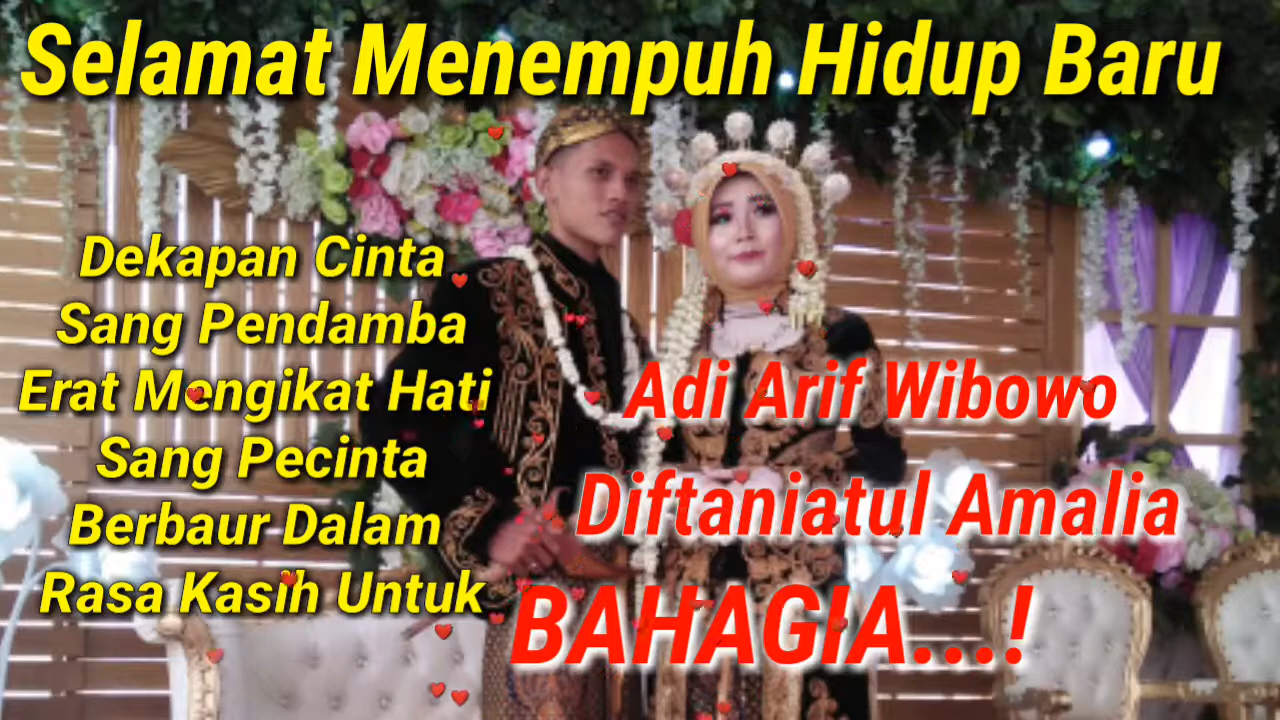 Selamat Menempuh Hidup Baru
Dekapan Cinta
Sang Pendamba
Erat Mengikat Hati
Sang Pecinta
Berbaur Dalam
Rasa Kasih Untuk
Adi Arif Wibowo
Diftaniatul Amalia
BAHAGIA...!